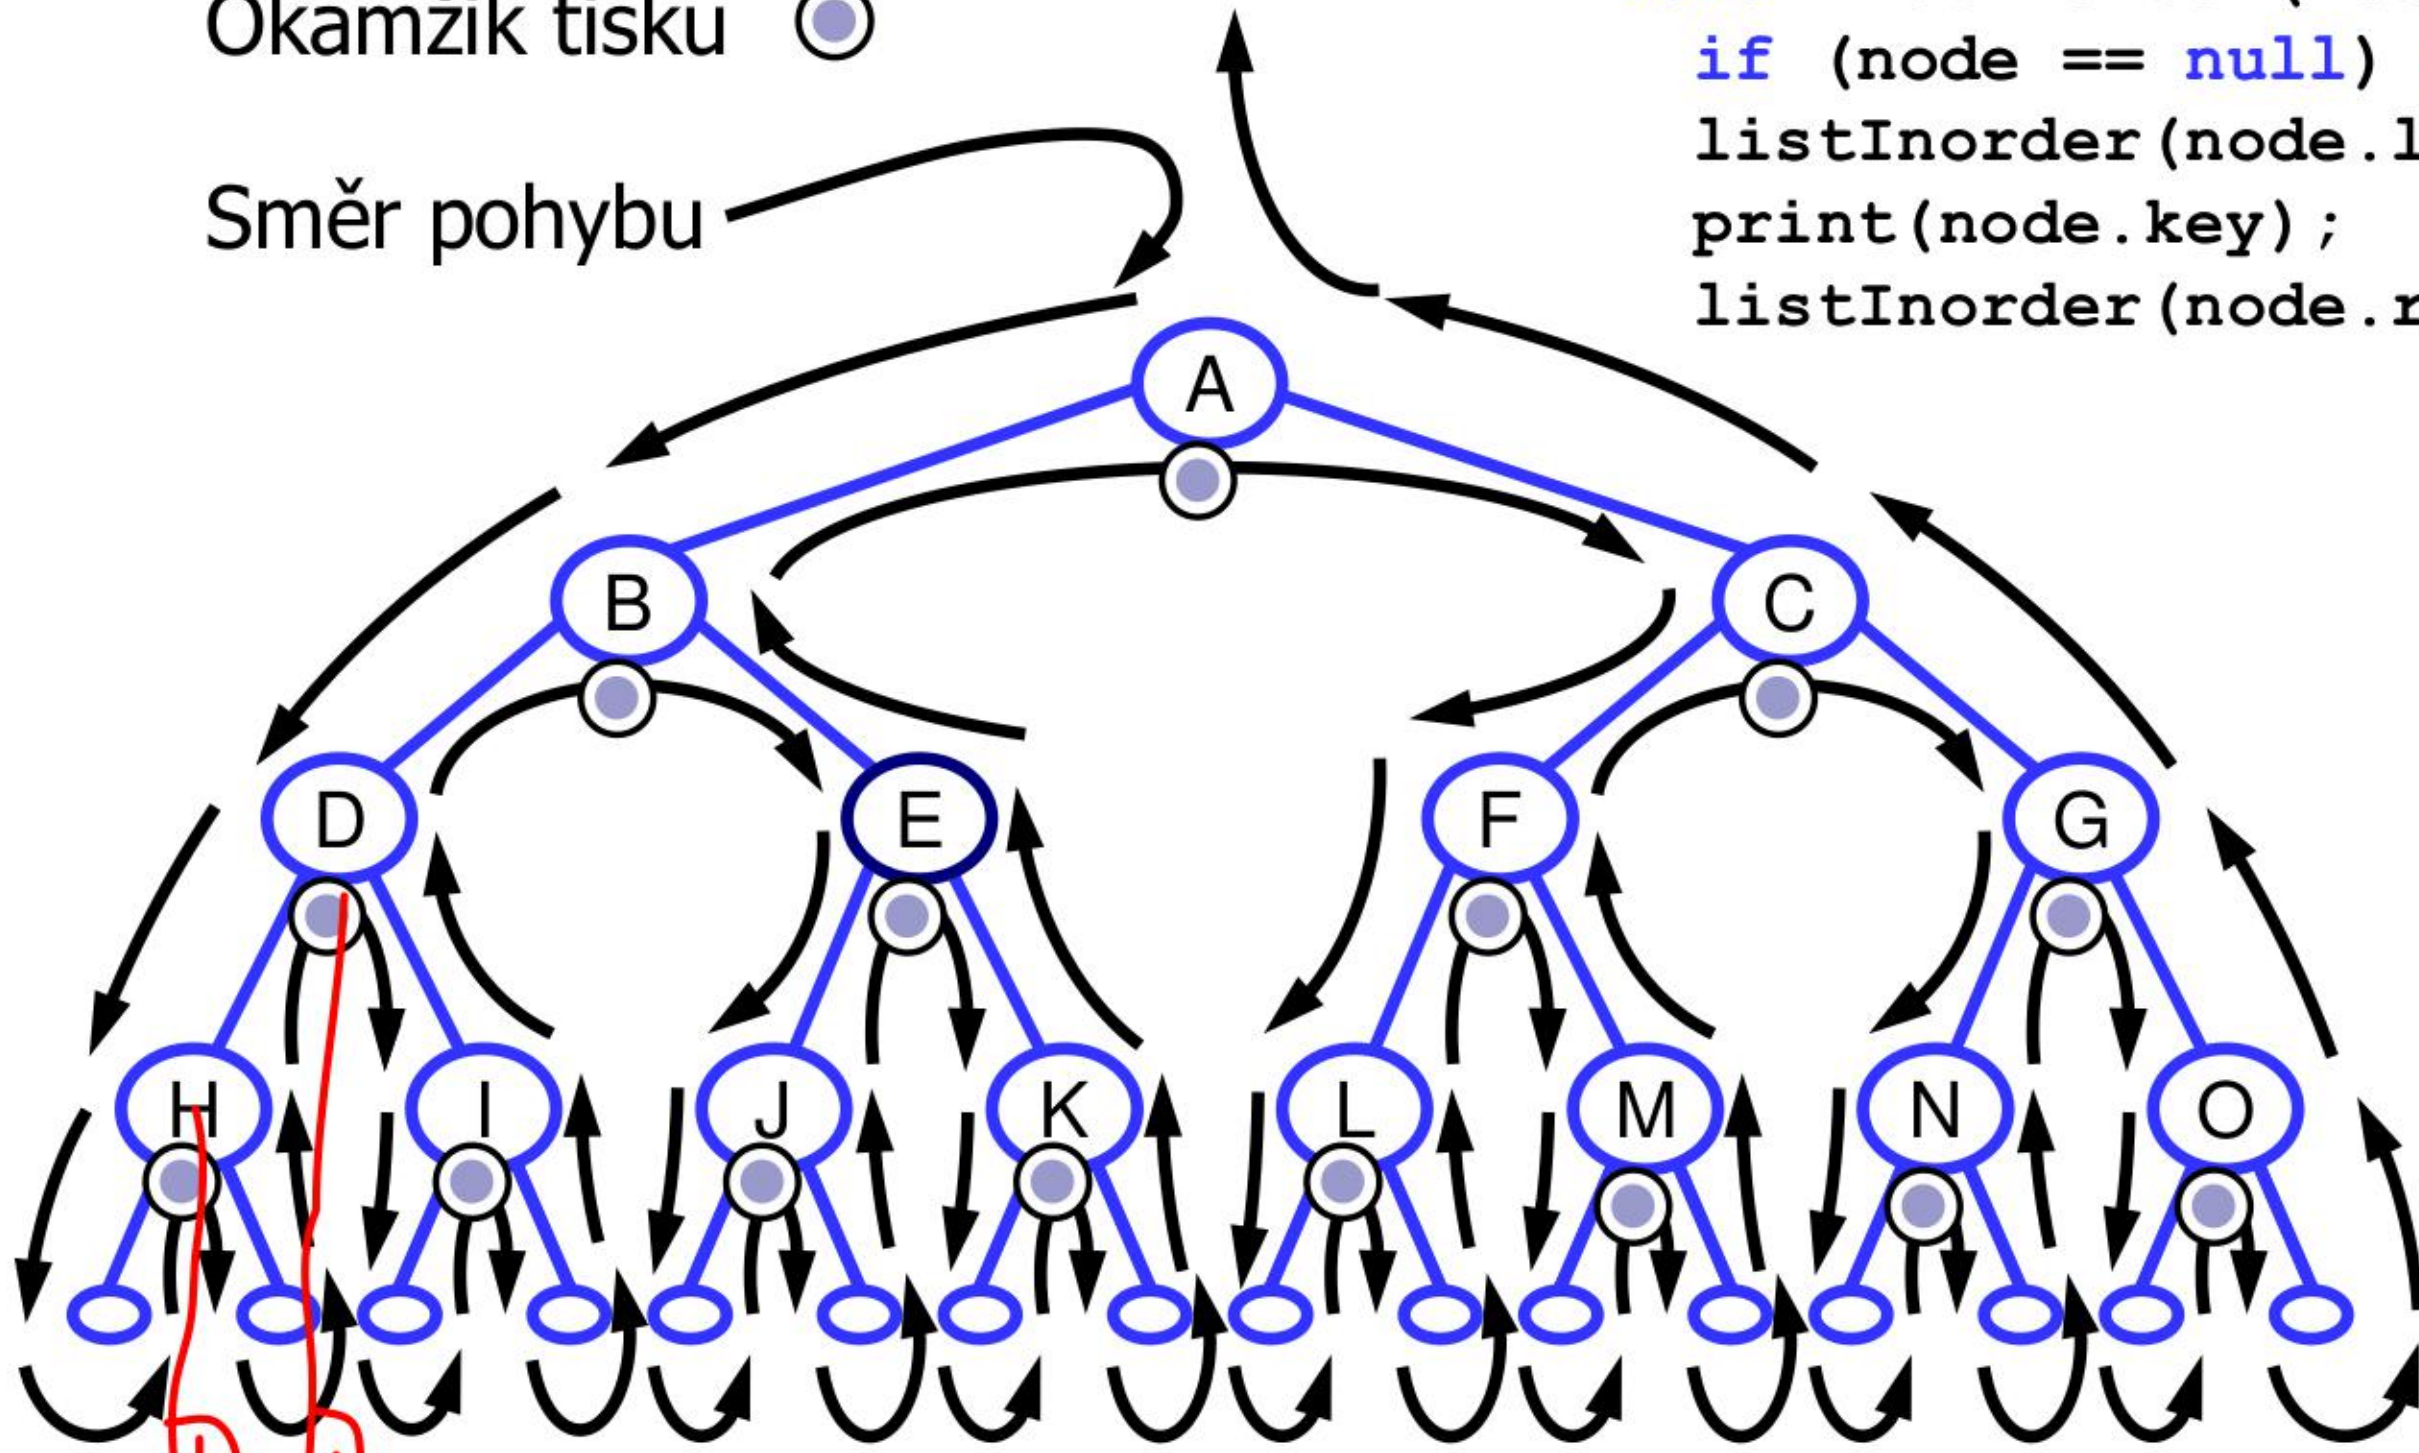 Okamžik tisku
if (node == null)
listInorder(node.l
Směr pohybu
print(node.key);
listInorder(node.r
A
B
C
D
E
F
G
H
I
J
K
L
M
N
O